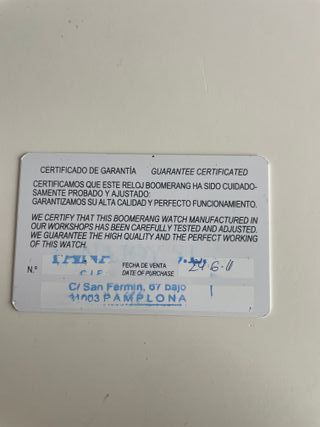 CERTIFICADO DE GARANTÍA GUARANTEE CERTIFICATED
CERTIFICAMOS QUE ESTE RELOJ BOOMERANG HA SIDO CUIDADO-
SAMENTE PROBADO Y AJUSTADO:
GARANTIZAMOS SU ALTA CALIDAD Y PERFECTO FUNCIONAMIENTO.
WE CERTIFY THAT THIS BOOMERANG WATCH MANUFACTURED IN
OUR WORKSHOPS HAS BEEN CAREFULLY TESTED AND ADJUSTED.
WE GUARANTEE THE HIGH QUALITY AND THE PERFECT WORKING
OF THIS WATCH.
N.º FECHA DE VENTA
DATE OF PURCHASE 24-6-11
C/ San Fermín, 67 bajo
31003 PAMPLONA